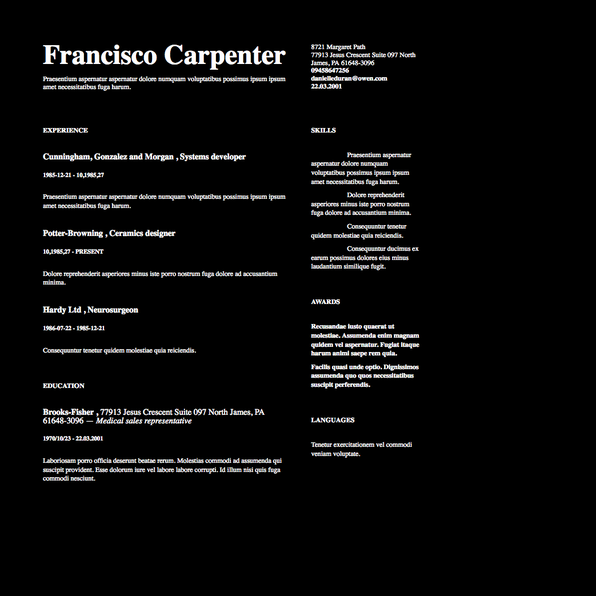 Francisco Carpenter
Praesentium aspernatur aspernatur dolore numquam voluptatibus possimus ipsum ipsum
amet necessitatibus fuga harum.
8721 Margaret Path
77913 Jesus Crescent Suite 097 North
James, PA 61648-3096
09458647256
danielleduran@owen.com
22.03.2001
EXPERIENCE
Cunningham, Gonzalez and Morgan , Systems developer
1985-12-21 - 10,1985,27
Praesentium aspernatur aspernatur dolore numquam voluptatibus possimus ipsum ipsum
amet necessitatibus fuga harum.
Potter-Browning , Ceramics designer
10,1985,27 - PRESENT
Dolore reprehenderit asperiores minus iste porro nostrum fuga dolore ad accusantium
minima.
Hardy Ltd , Neurosurgeon
1986-07-22 - 1985-12-21
Consequuntur tenetur quidem molestiae quia reiciendis.
EDUCATION
Brooks-Fisher , 77913 Jesus Crescent Suite 097 North James, PA
61648-3096 — Medical sales representative
1970/10/23 - 22.03.2001
Laboriosam porro officia deserunt beatae rerum. Molestias commodi ad assumenda qui
suscipit provident. Esse dolorum iure vel labore labore corrupti. Id illum nisi quis fuga
commodi nesciunt.
SKILLS
Praesentium aspernatur
aspernatur dolore numquam
voluptatibus possimus ipsum ipsum
amet necessitatibus fuga harum.
Dolore reprehenderit
asperiores minus iste porro nostrum
fuga dolore ad accusantium minima.
Consequuntur tenetur
quidem molestiae quia reiciendis.
Consequuntur ducimus ex
earum possimus dolores eius minus
laudantium similique fugit.
AWARDS
Recusandae iusto quaerat ut
molestiae. Assumenda enim magnam
quidem vel aspernatur. Fugiat itaque
harum animi saepe rem quia.
Facilis quasi unde optio. Dignissimos
assumenda quo quos necessitatibus
suscipit perferendis.
LANGUAGES
Tenetur exercitationem vel commodi
veniam voluptate.